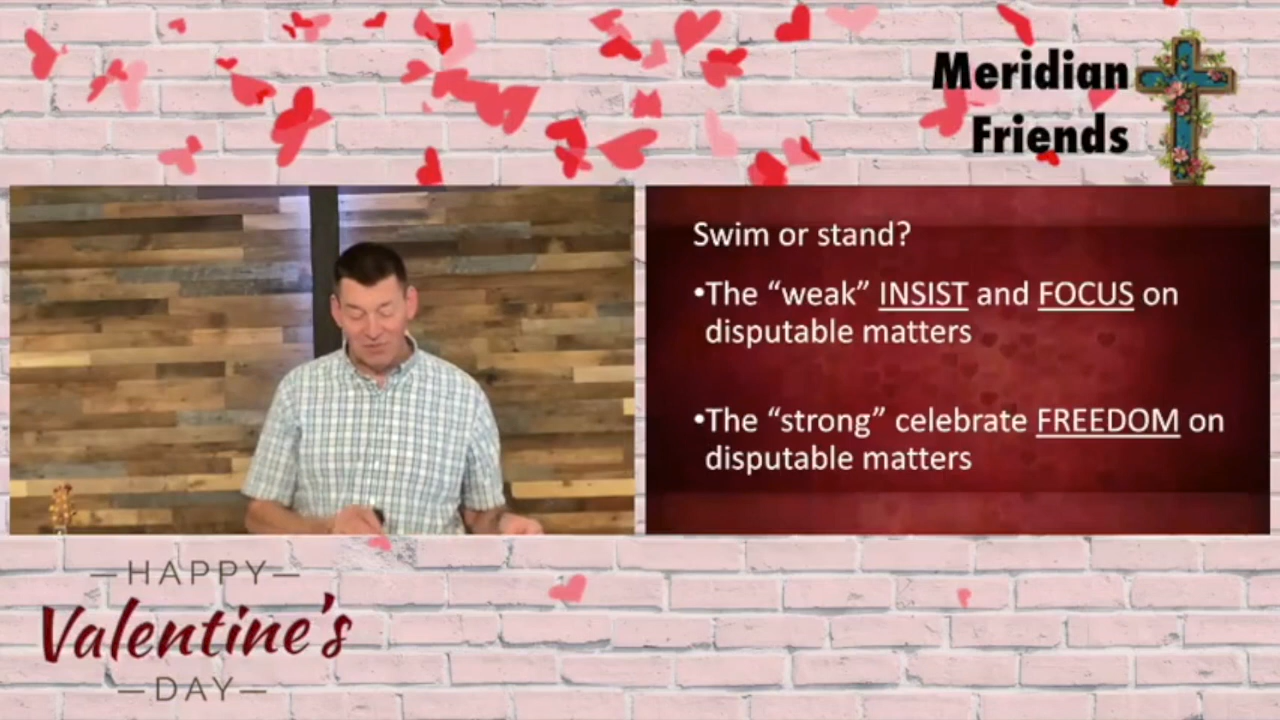 Meridian
Friends
Swim or stand?
•The “weak” INSIST and FOCUS on
disputable matters
•The “strong” celebrate FREEDOM on
disputable matters
—HAPPY—
Valentine's
—DAY—